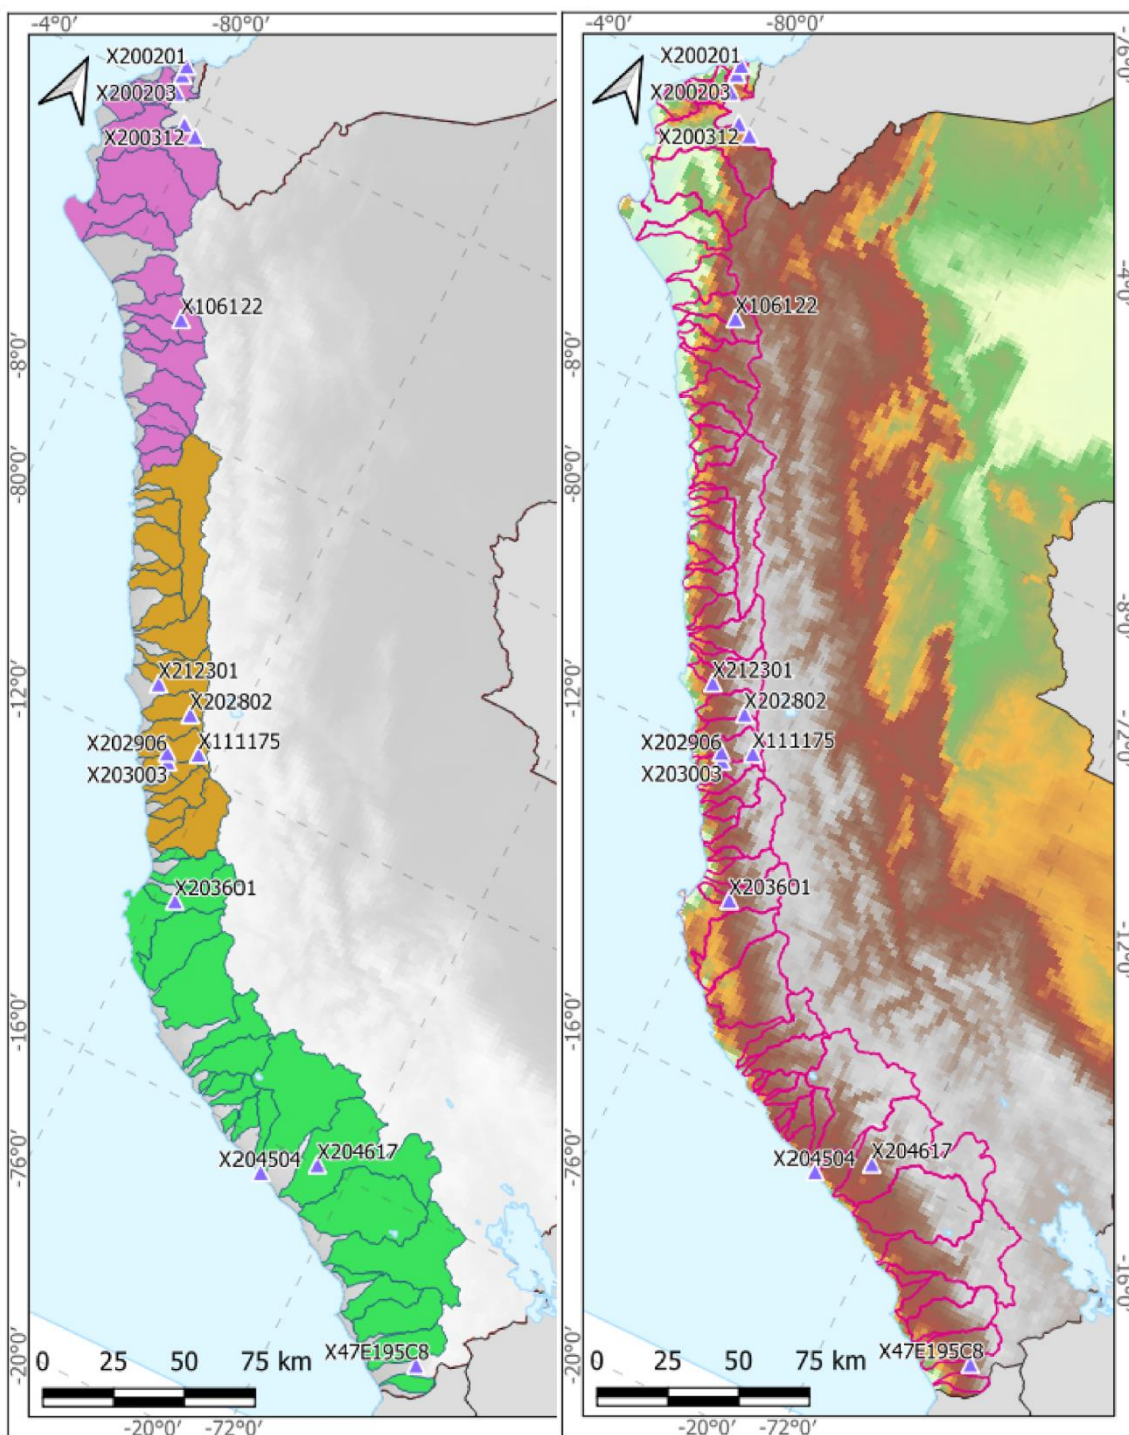 -4°0′ -80°0′
X200201
X200203
X200312
X106122
-8°0′
-80°0′
X212301
X202802
-12°0′
X202906
X111175
X203003
X203601
-16°0′
X204504
X204617
-76°0′
X47E195C8
-20°0′
0 25 50 75 km
-20°0′ -72°0′
-4°0′ -80°0′
-76°0′
X200201
X200203
X200312
-4°0′
X106122
-8°0′
-80°0′
-8°0′
X212301
X202802
-12°0′
-72°0′
X202906
X111175
X203003
X203601
-12°0′
-16°0′
X204504
X204617
-76°0′
-16°0′
X47E195C8
-20°0′
0 25 50 75 km
-20°0′ -72°0′